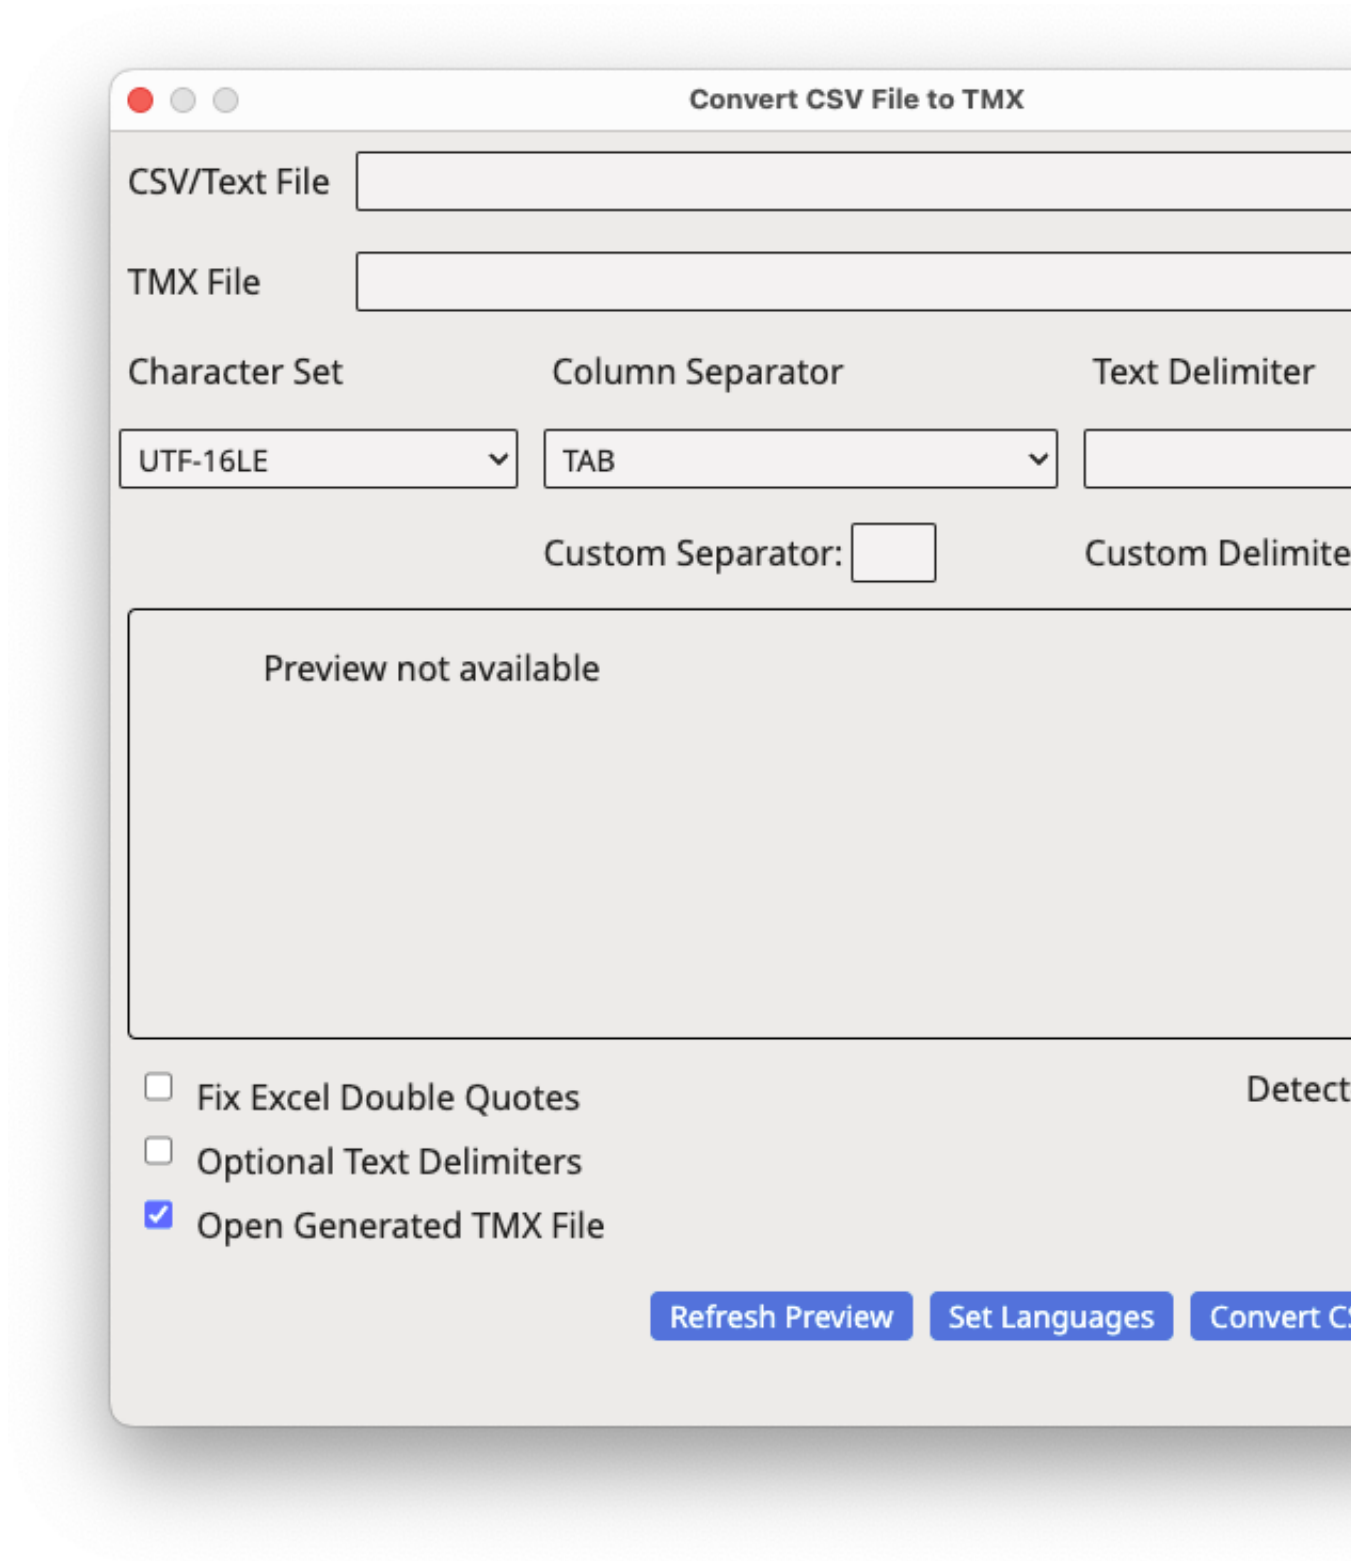 Convert CSV File to TMX
CSV/Text File
TMX File
Character Set Column Separator Text Delimiter
UTF-16LE TAB
Custom Separator: Custom Delimite
Preview not available
Fix Excel Double Quotes Detect
Optional Text Delimiters
Open Generated TMX File
Refresh Preview Set Languages Convert CS